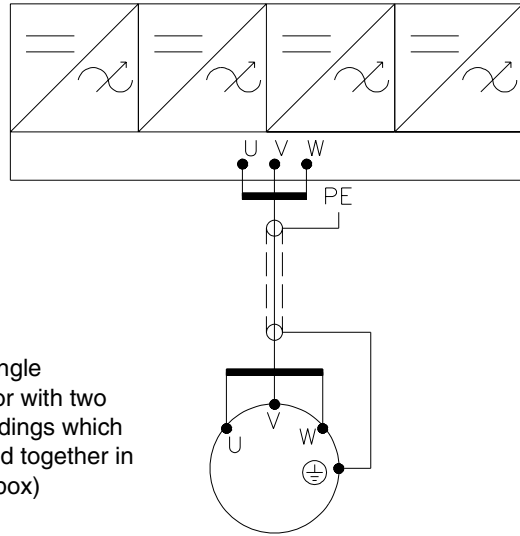 U V W
PE
ngle
or with two
dings which
d together in
box)
V
U W